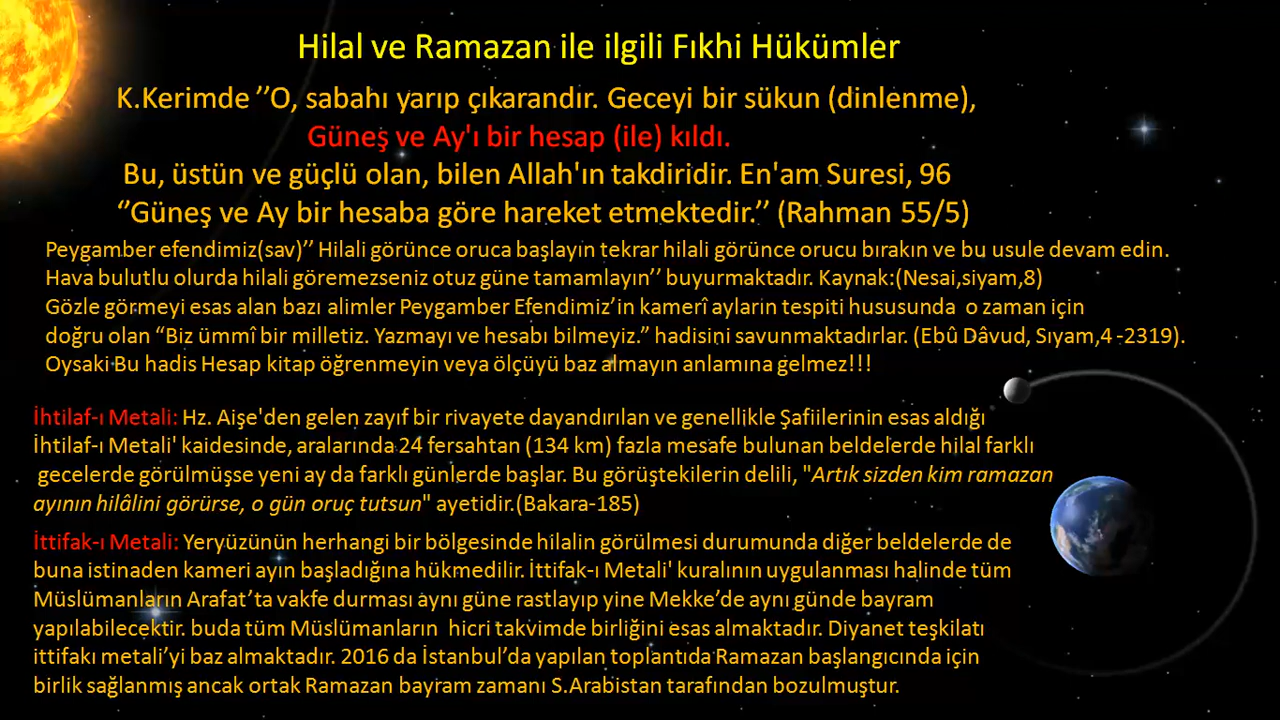 Hilal ve Ramazan ile ilgili Fıkhi Hükümler
K.Kerimde ’’O, sabahı yarıp çıkarandır. Geceyi bir sükun (dinlenme),
Güneş ve Ay'ı bir hesap (ile) kıldı.
Bu, üstün ve güçlü olan, bilen Allah'ın takdiridir. En'am Suresi, 96
‘’Güneş ve Ay bir hesaba göre hareket etmektedir.’’ (Rahman 55/5)
Peygamber efendimiz(sav)’’ Hilali görünce oruca başlayın tekrar hilali görünce orucu bırakın ve bu usule devam edin.
Hava bulutlu olurda hilali göremezseniz otuz güne tamamlayın’’ buyurmaktadır. Kaynak:(Nesai,siyam,8)
Gözle görmeyi esas alan bazı alimler Peygamber Efendimiz’in kamerî ayların tespiti hususunda o zaman için
doğru olan “Biz ümmî bir milletiz. Yazmayı ve hesabı bilmeyiz.” hadisini savunmaktadırlar. (Ebû Dâvud, Sıyam,4 -2319).
Oysaki Bu hadis Hesap kitap öğrenmeyin veya ölçüyü baz almayın anlamına gelmez!!!
İhtilaf-ı Metali: Hz. Aişe'den gelen zayıf bir rivayete dayandırılan ve genellikle Şafiilerinin esas aldığı
İhtilaf-ı Metali' kaidesinde, aralarında 24 fersahtan (134 km) fazla mesafe bulunan beldelerde hilal farklı
gecelerde görülmüşse yeni ay da farklı günlerde başlar. Bu görüştekilerin delili, "Artık sizden kim ramazan
ayının hilâlini görürse, o gün oruç tutsun" ayetidir.(Bakara-185)
İttifak-ı Metali: Yeryüzünün herhangi bir bölgesinde hilalin görülmesi durumunda diğer beldelerde de
buna istinaden kameri ayın başladığına hükmedilir. İttifak-ı Metali' kuralının uygulanması halinde tüm
Müslümanların Arafat’ta vakfe durması aynı güne rastlayıp yine Mekke’de aynı günde bayram
yapılabilecektir. buda tüm Müslümanların hicri takvimde birliğini esas almaktadır. Diyanet teşkilatı
ittifakı metali’yi baz almaktadır. 2016 da İstanbul’da yapılan toplantıda Ramazan başlangıcında için
birlik sağlanmış ancak ortak Ramazan bayram zamanı S.Arabistan tarafından bozulmuştur.